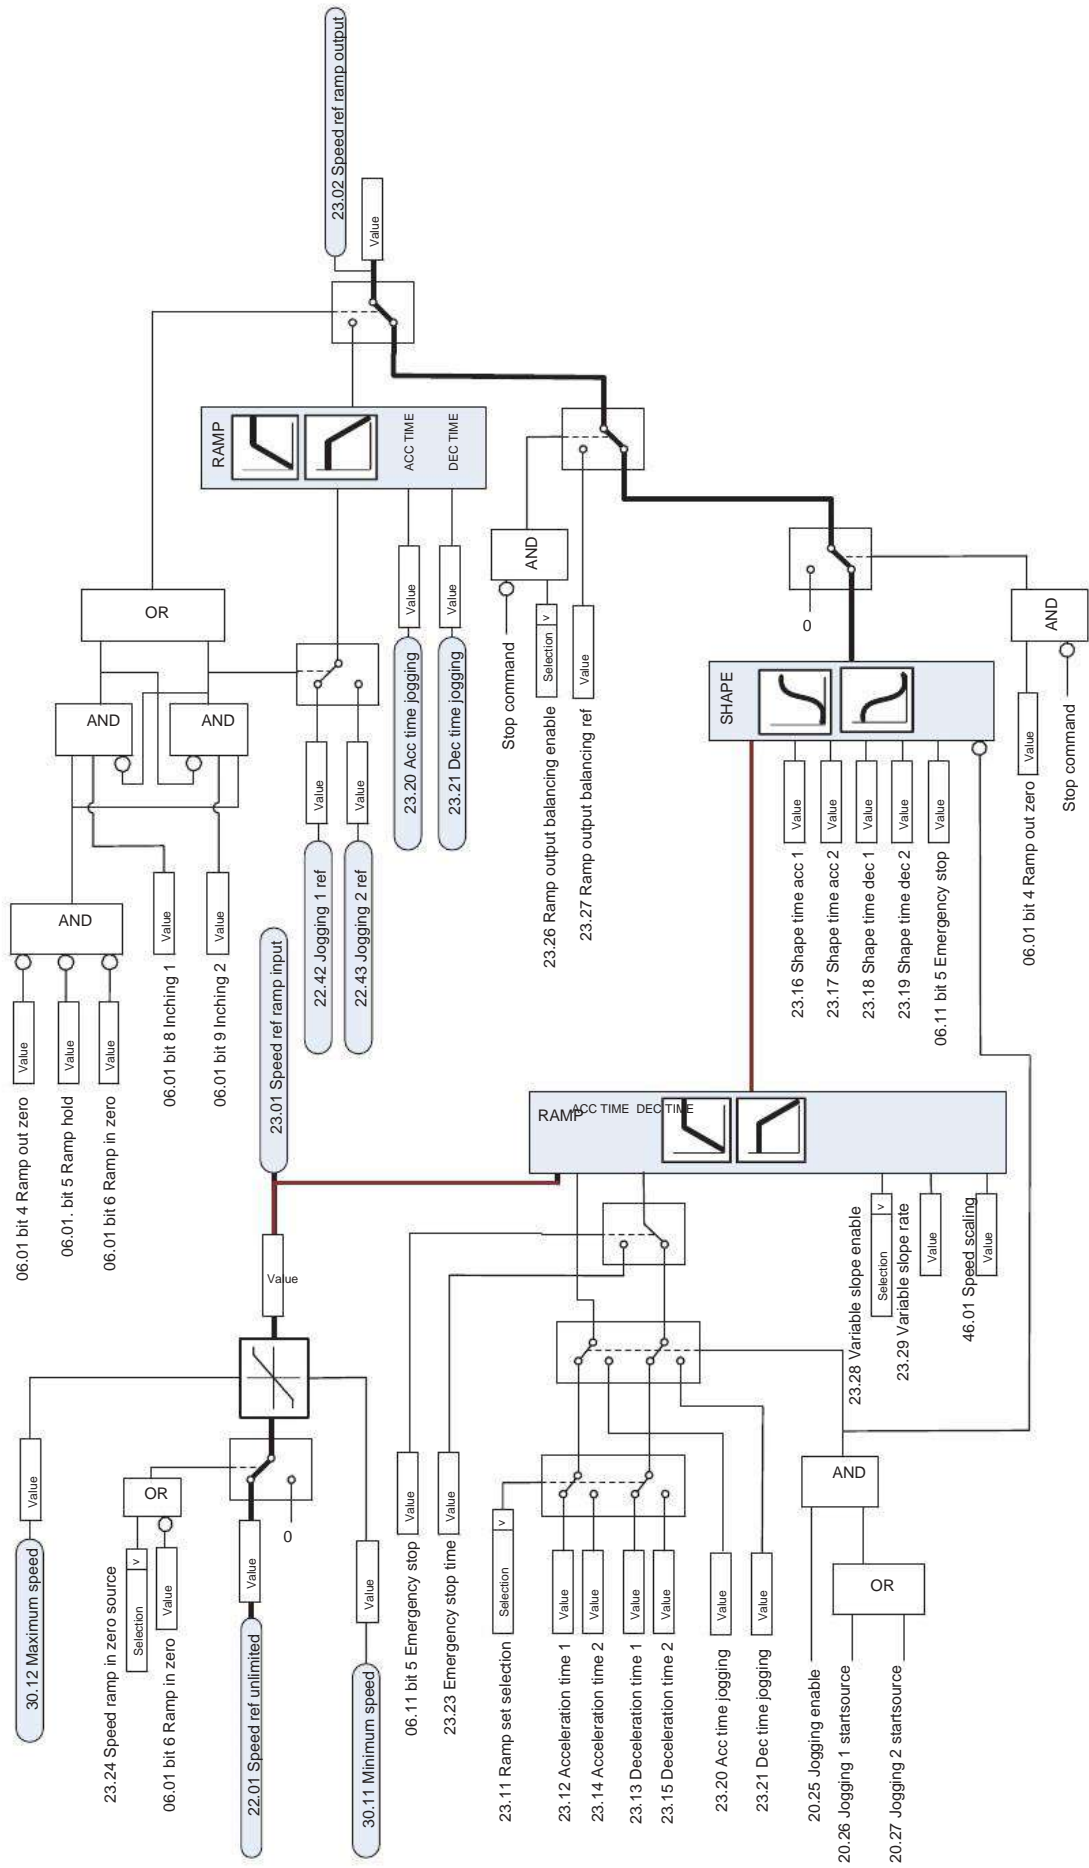 30.12 Maximum speed
Value
23.24 Speed ramp in zero source
Selection
v
06.01 bit 6 Ramp in zero
Value
OR
22.01 Speed ref unlimited
Value
0
30.11 Minimum speed
Value
Value
23.01 Speed ref ramp input
06.01 bit 4 Ramp out zero
Value
06.01. bit 5 Ramp hold
Value
06.01 bit 6 Ramp in zero
Value
AND
06.01 bit 8 Inching 1
Value
06.01 bit 9 Inching 2
Value
AND
AND
OR
22.42 Jogging 1 ref
Value
22.43 Jogging 2 ref
Value
23.20 Acc time jogging
Value
23.21 Dec time jogging
Value
RAMP
ACC TIME
DEC TIME
23.02 Speed ref ramp output
Value
06.11 bit 5 Emergency stop
Value
23.23 Emergency stop time
Value
23.11 Ramp set selection
Selection
v
23.12 Acceleration time 1
Value
23.14 Acceleration time 2
Value
23.13 Deceleration time 1
Value
23.15 Deceleration time 2
Value
23.20 Acc time jogging
Value
23.21 Dec time jogging
Value
20.25 Jogging enable
20.26 Jogging 1 startsource
20.27 Jogging 2 startsource
OR
AND
RAMP
ACC TIME
DEC TIME
23.28 Variable slope enable
Selection
v
23.29 Variable slope rate
Value
46.01 Speed scaling
Value
Stop command
23.26 Ramp output balancing enable
Selection
v
AND
23.27 Ramp output balancing ref
Value
SHAPE
23.16 Shape time acc 1
Value
23.17 Shape time acc 2
Value
23.18 Shape time dec 1
Value
23.19 Shape time dec 2
Value
06.11 bit 5 Emergency stop
Value
0
06.01 bit 4 Ramp out zero
Value
Stop command
AND